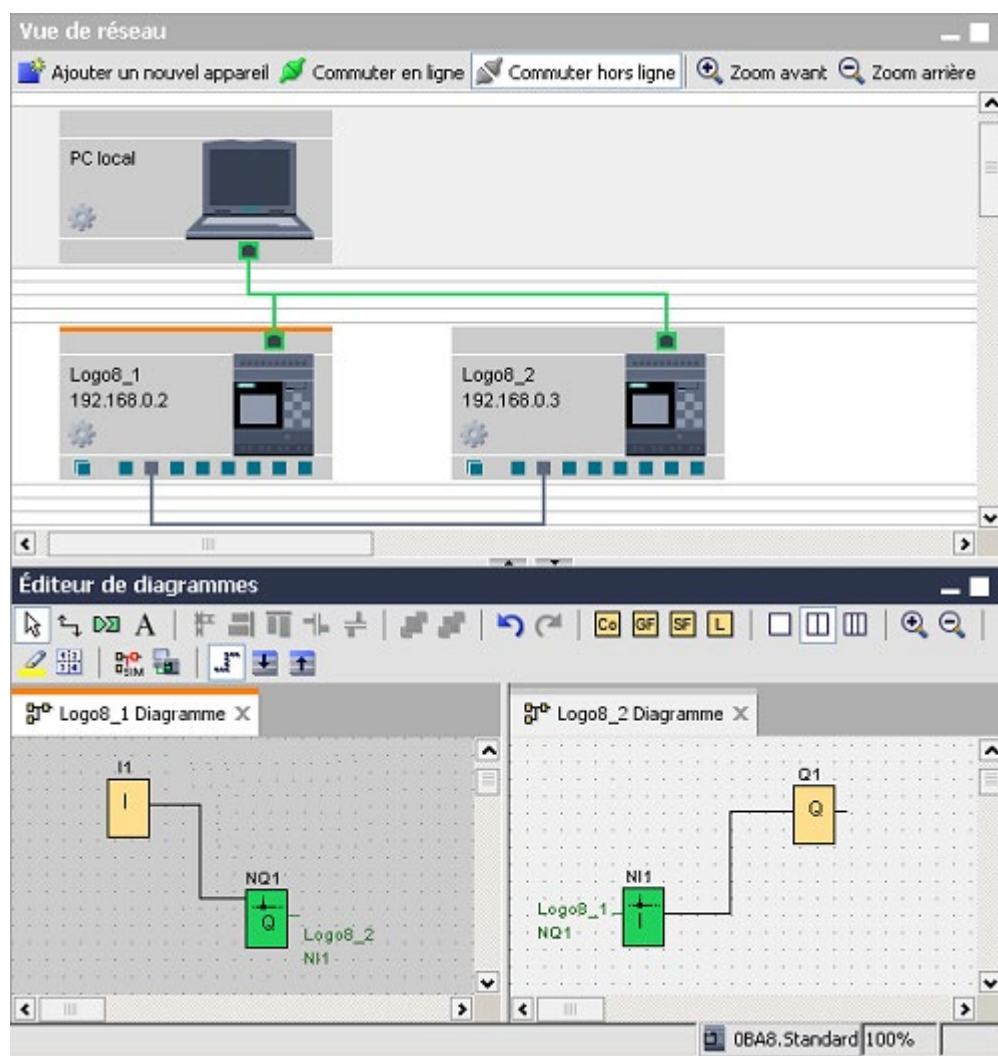 Vue de réseau
Ajouter un nouvel appareil Commuter en ligne Commuter hors ligne Zoom avant Zoom arrière
PC local
Logo8_1
192.168.0.2
Logo8_2
192.168.0.3
Éditeur de diagrammes
A Co GF SF L
SIM
Logo8_1 Diagramme X
Logo8_2 Diagramme X
I1
I
NQ1
Q
Logo8_2
NI1
Q1
Q
NI1
I
Logo8_1
NQ1
0BA8.Standard 100%